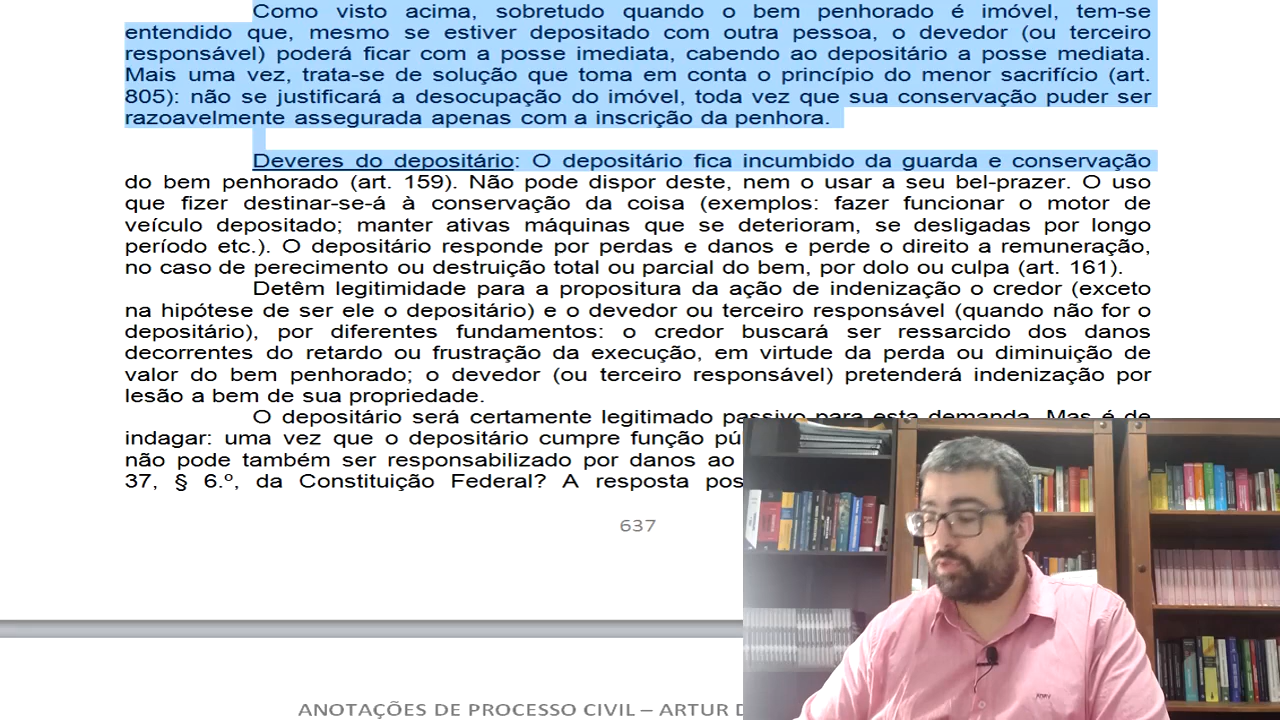 Como visto acima, sobretudo quando o bem penhorado é imóvel, tem-se
entendido que, mesmo se estiver depositado com outra pessoa, o devedor (ou terceiro
responsável) poderá ficar com a posse imediata, cabendo ao depositário a posse mediata.
Mais uma vez, trata-se de solução que toma em conta o princípio do menor sacrifício (art.
805): não se justificará a desocupação do imóvel, toda vez que sua conservação puder ser
razoavelmente assegurada apenas com a inscrição da penhora.
Deveres do depositário: O depositário fica incumbido da guarda e conservação
do bem penhorado (art. 159). Não pode dispor deste, nem o usar a seu bel-prazer. O uso
que fizer destinar-se-á à conservação da coisa (exemplos: fazer funcionar o motor de
veículo depositado; manter ativas máquinas que se deterioram, se desligadas por longo
período etc.). O depositário responde por perdas e danos e perde o direito a remuneração,
no caso de perecimento ou destruição total ou parcial do bem, por dolo ou culpa (art. 161).
Detêm legitimidade para a propositura da ação de indenização o credor (exceto
na hipótese de ser ele o depositário) e o devedor ou terceiro responsável (quando não for o
depositário), por diferentes fundamentos: o credor buscará ser ressarcido dos danos
decorrentes do retardo ou frustração da execução, em virtude da perda ou diminuição de
valor do bem penhorado; o devedor (ou terceiro responsável) pretenderá indenização por
lesão a bem de sua propriedade.
O depositário será certamente legitimado passivo para esta demanda. Mas é de
indagar: uma vez que o depositário cumpre função pú
não pode também ser responsabilizado por danos ao
37, § 6.º, da Constituição Federal? A resposta pos
637
ANOTAÇÕES DE PROCESSO CIVIL – ARTUR D